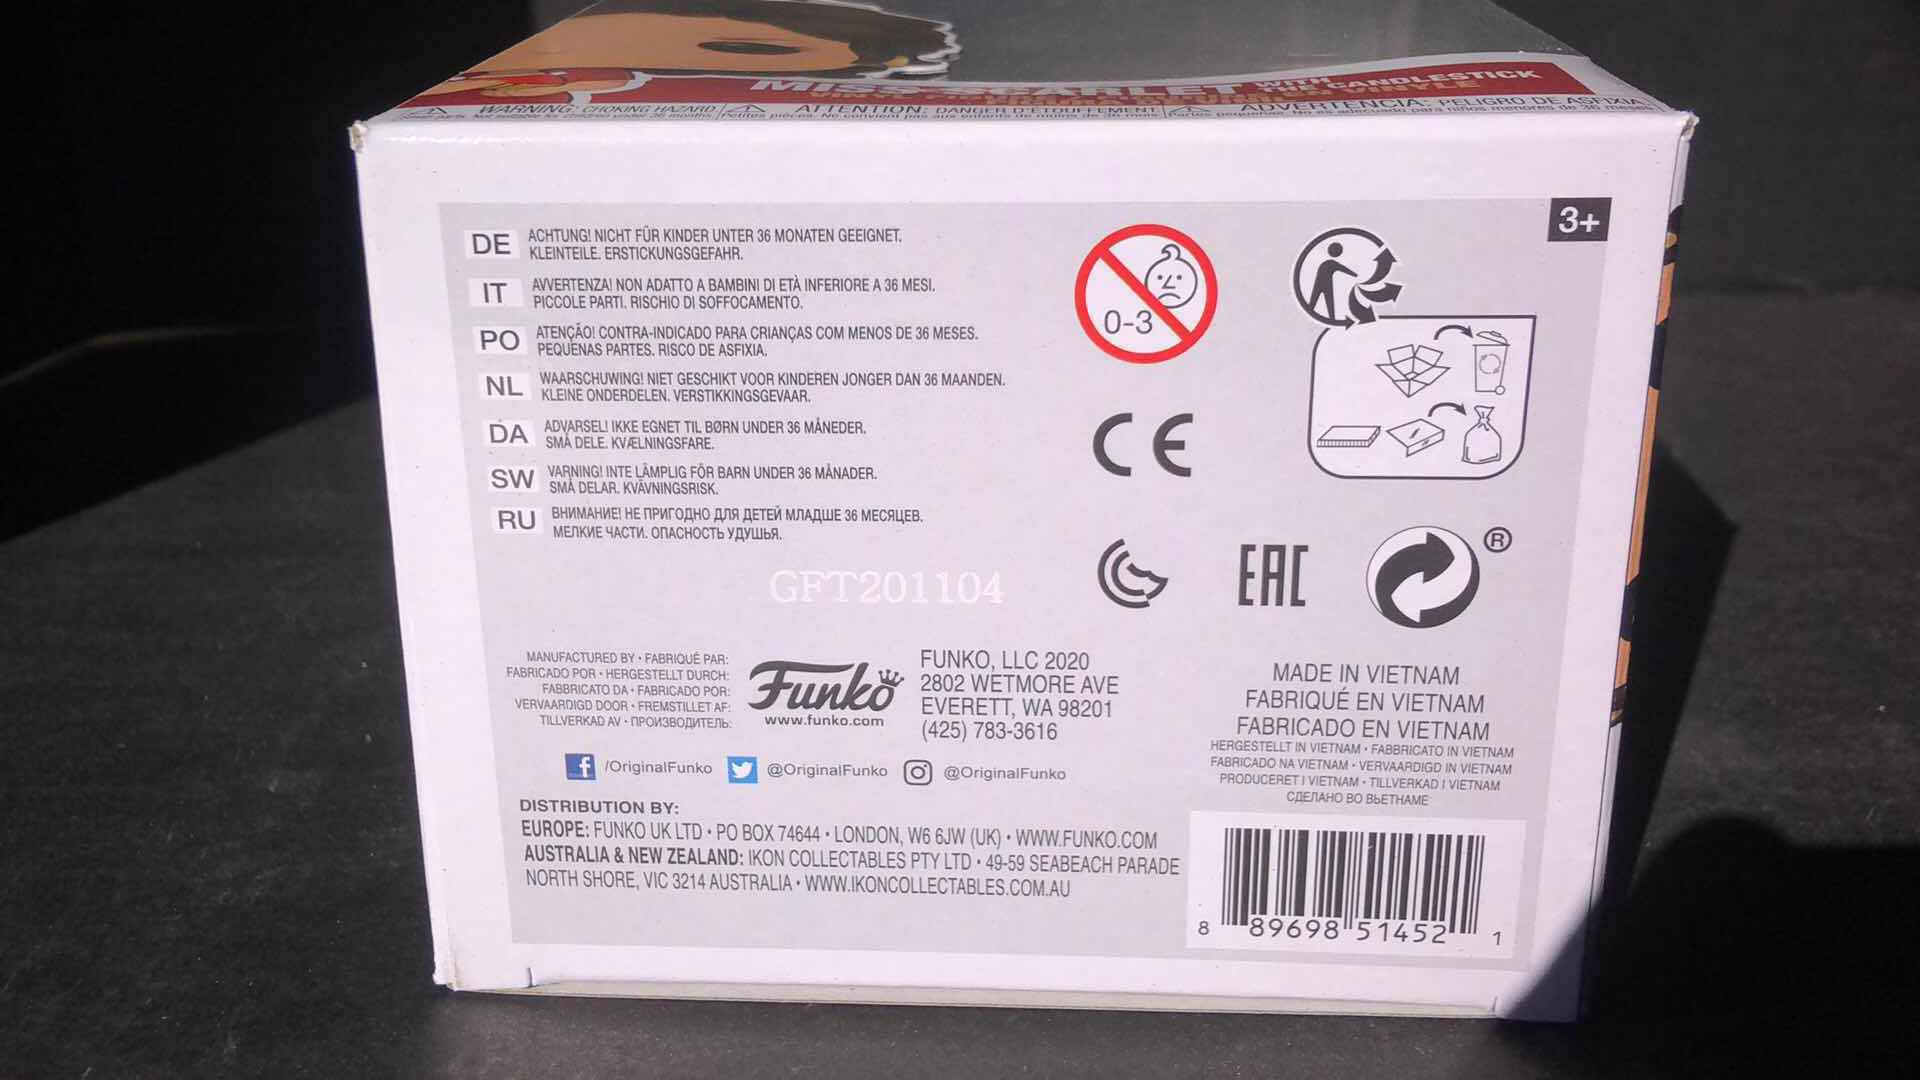 MISS SCARLET WITH CANDLESTICK
WARNING: CHOKING HAZARD
ATTENTION: DANGER D'ÉTOUFFEMENT
ADVERTENCIA: PELIGRO DE ASFIXIA
3+
DE ACHTUNG! NICHT FÜR KINDER UNTER 36 MONATEN GEEIGNET.
KLEINTEILE. ERSTICKUNGSGEFAHR.
IT AVVERTENZA! NON ADATTO A BAMBINI DI ETÀ INFERIORE A 36 MESI.
PICCOLE PARTI. RISCHIO DI SOFFOCAMENTO.
PO ATENÇÃO! CONTRA-INDICADO PARA CRIANÇAS COM MENOS DE 36 MESES.
PEQUENAS PARTES. RISCO DE ASFIXIA.
NL WAARSCHUWING! NIET GESCHIKT VOOR KINDEREN JONGER DAN 36 MAANDEN.
KLEINE ONDERDELEN. VERSTIKKINGSGEVAAR.
DA ADVARSEL! IKKE EGNET TIL BØRN UNDER 36 MÅNEDER.
SMÅ DELE. KVÆLNINGSFARE.
SW VARNING! INTE LÄMPLIG FÖR BARN UNDER 36 MÅNADER.
SMÅ DELAR. KVÄVNINGSRISK.
RU ВНИМАНИЕ! НЕ ПРИГОДНО ДЛЯ ДЕТЕЙ МЛАДШЕ 36 МЕСЯЦЕВ.
МЕЛКИЕ ЧАСТИ. ОПАСНОСТЬ УДУШЬЯ.
0-3
CE
EAC
®
GFT201104
MANUFACTURED BY • FABRIQUÉ PAR:
FABRICADO POR • HERGESTELLT DURCH:
FABBRICATO DA • FABRICADO POR:
VERVAARDIGD DOOR • FREMSTILLET AF:
TILLVERKAD AV • ПРОИЗВОДИТЕЛЬ:
Funko
www.funko.com
FUNKO, LLC 2020
2802 WETMORE AVE
EVERETT, WA 98201
(425) 783-3616
f /OriginalFunko @OriginalFunko @OriginalFunko
MADE IN VIETNAM
FABRIQUÉ EN VIETNAM
FABRICADO EN VIETNAM
HERGESTELLT IN VIETNAM • FABBRICATO IN VIETNAM
FABRICADO NA VIETNAM • VERVAARDIGD IN VIETNAM
PRODUCERET I VIETNAM • TILLVERKAD I VIETNAM
СДЕЛАНО ВО ВЬЕТНАМЕ
DISTRIBUTION BY:
EUROPE: FUNKO UK LTD • PO BOX 74644 • LONDON, W6 6JW (UK) • WWW.FUNKO.COM
AUSTRALIA & NEW ZEALAND: IKON COLLECTABLES PTY LTD • 49-59 SEABEACH PARADE
NORTH SHORE, VIC 3214 AUSTRALIA • WWW.IKONCOLLECTABLES.COM.AU
8 89698 51452 1